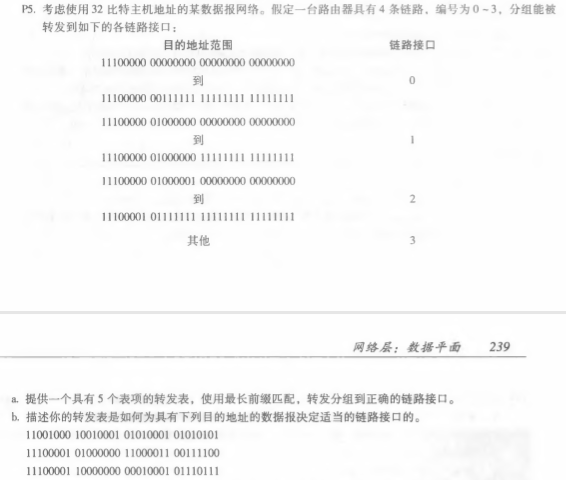 P5. 考虑使用 32 比特主机地址的某数据报网络。假定一台路由器具有 4 条链路，编号为 0 ~ 3，分组能被
转发到如下的各链路接口：
目的地址范围 链路接口
11100000 00000000 00000000 00000000
到 0
11100000 00111111 11111111 11111111
11100000 01000000 00000000 00000000
到 1
11100000 01000000 11111111 11111111
11100000 01000001 00000000 00000000
到 2
11100001 01111111 11111111 11111111
其他 3
网络层：数据平面 239
a. 提供一个具有 5 个表项的转发表，使用最长前缀匹配，转发分组到正确的链路接口。
b. 描述你的转发表是如何为具有下列目的地址的数据报决定适当的链路接口的。
11001000 10010001 01010001 01010101
11100001 01000000 11000011 00111100
11100001 10000000 00010001 01110111